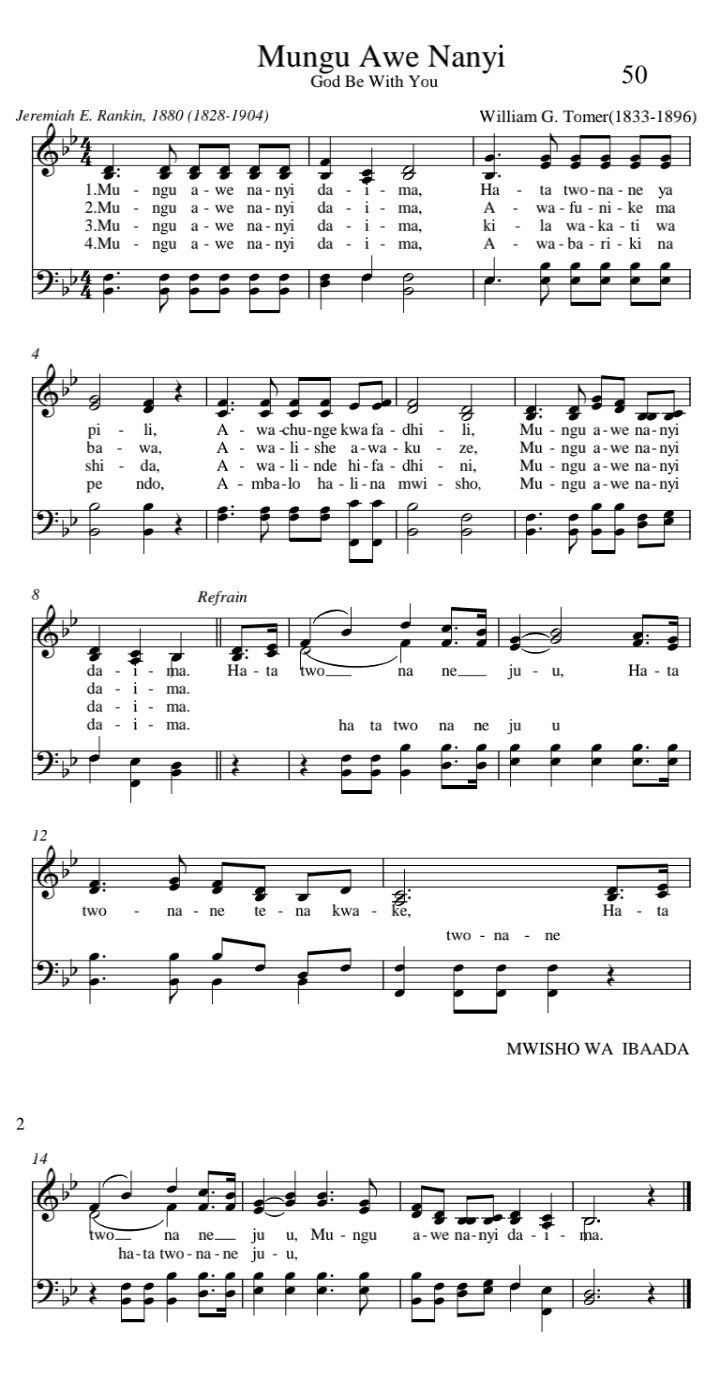 Mungu Awe Nanyi
God Be With You
50
Jeremiah E. Rankin, 1880 (1828-1904)
William G. Tomer(1833-1896)
1.Mu - ngu a - we na - nyi da - i - ma, Ha - ta two - na - ne ya
2.Mu - ngu a - we na - nyi da - i - ma, A - wa - fu - ni - ke ma
3.Mu - ngu a - we na - nyi da - i - ma, ki - la wa - ka - ti wa
4.Mu - ngu a - we na - nyi da - i - ma, A - wa - ba - ri - ki na
4
pi - li, A - wa - chu - nge kwa fa - dhi - li, Mu - ngu a - we na - nyi
ba - wa, A - wa - li - she a - wa - ku - ze, Mu - ngu a - we na - nyi
shi - da, A - wa - li - nde hi - fa - dhi - ni, Mu - ngu a - we na - nyi
pe ndo, A - mba - lo ha - li - na mwi - sho, Mu - ngu a - we na - nyi
8
Refrain
da - i - ma. Ha - ta two na ne ju - u, Ha - ta
da - i - ma.
da - i - ma.
da - i - ma. ha ta two na ne ju u
12
two - na - ne te - na kwa - ke, Ha - ta
two - na - ne
MWISHO WA IBAADA
2
14
two na ne ju u, Mu - ngu a - we na - nyi da - i - ma.
ha - ta two - na - ne ju - u,